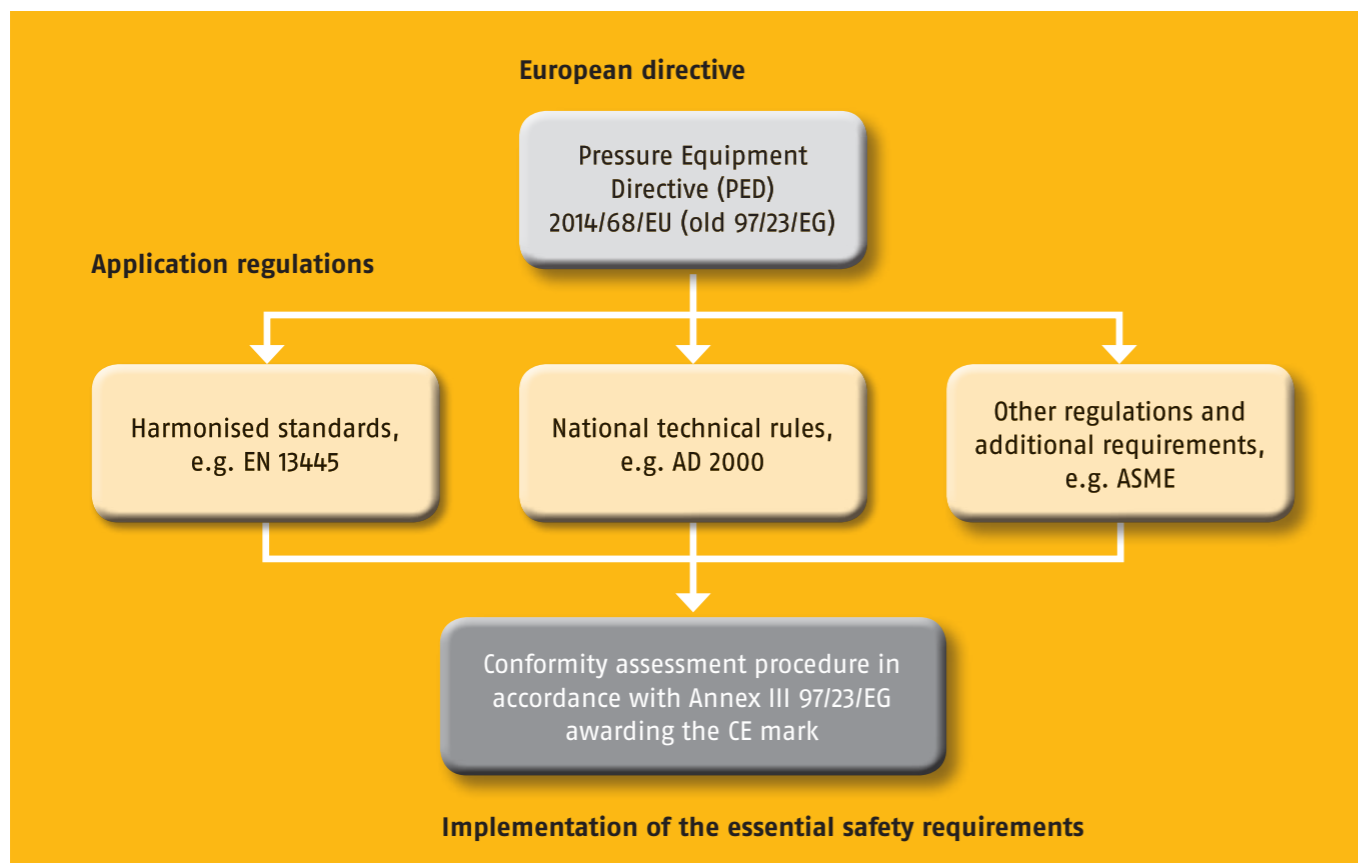 European directive
Pressure Equipment
Directive (PED)
2014/68/EU (old 97/23/EG)
Application regulations
Harmonised standards,
e.g. EN 13445
National technical rules,
e.g. AD 2000
Other regulations and
additional requirements,
e.g. ASME
Conformity assessment procedure in
accordance with Annex III 97/23/EG
awarding the CE mark
Implementation of the essential safety requirements